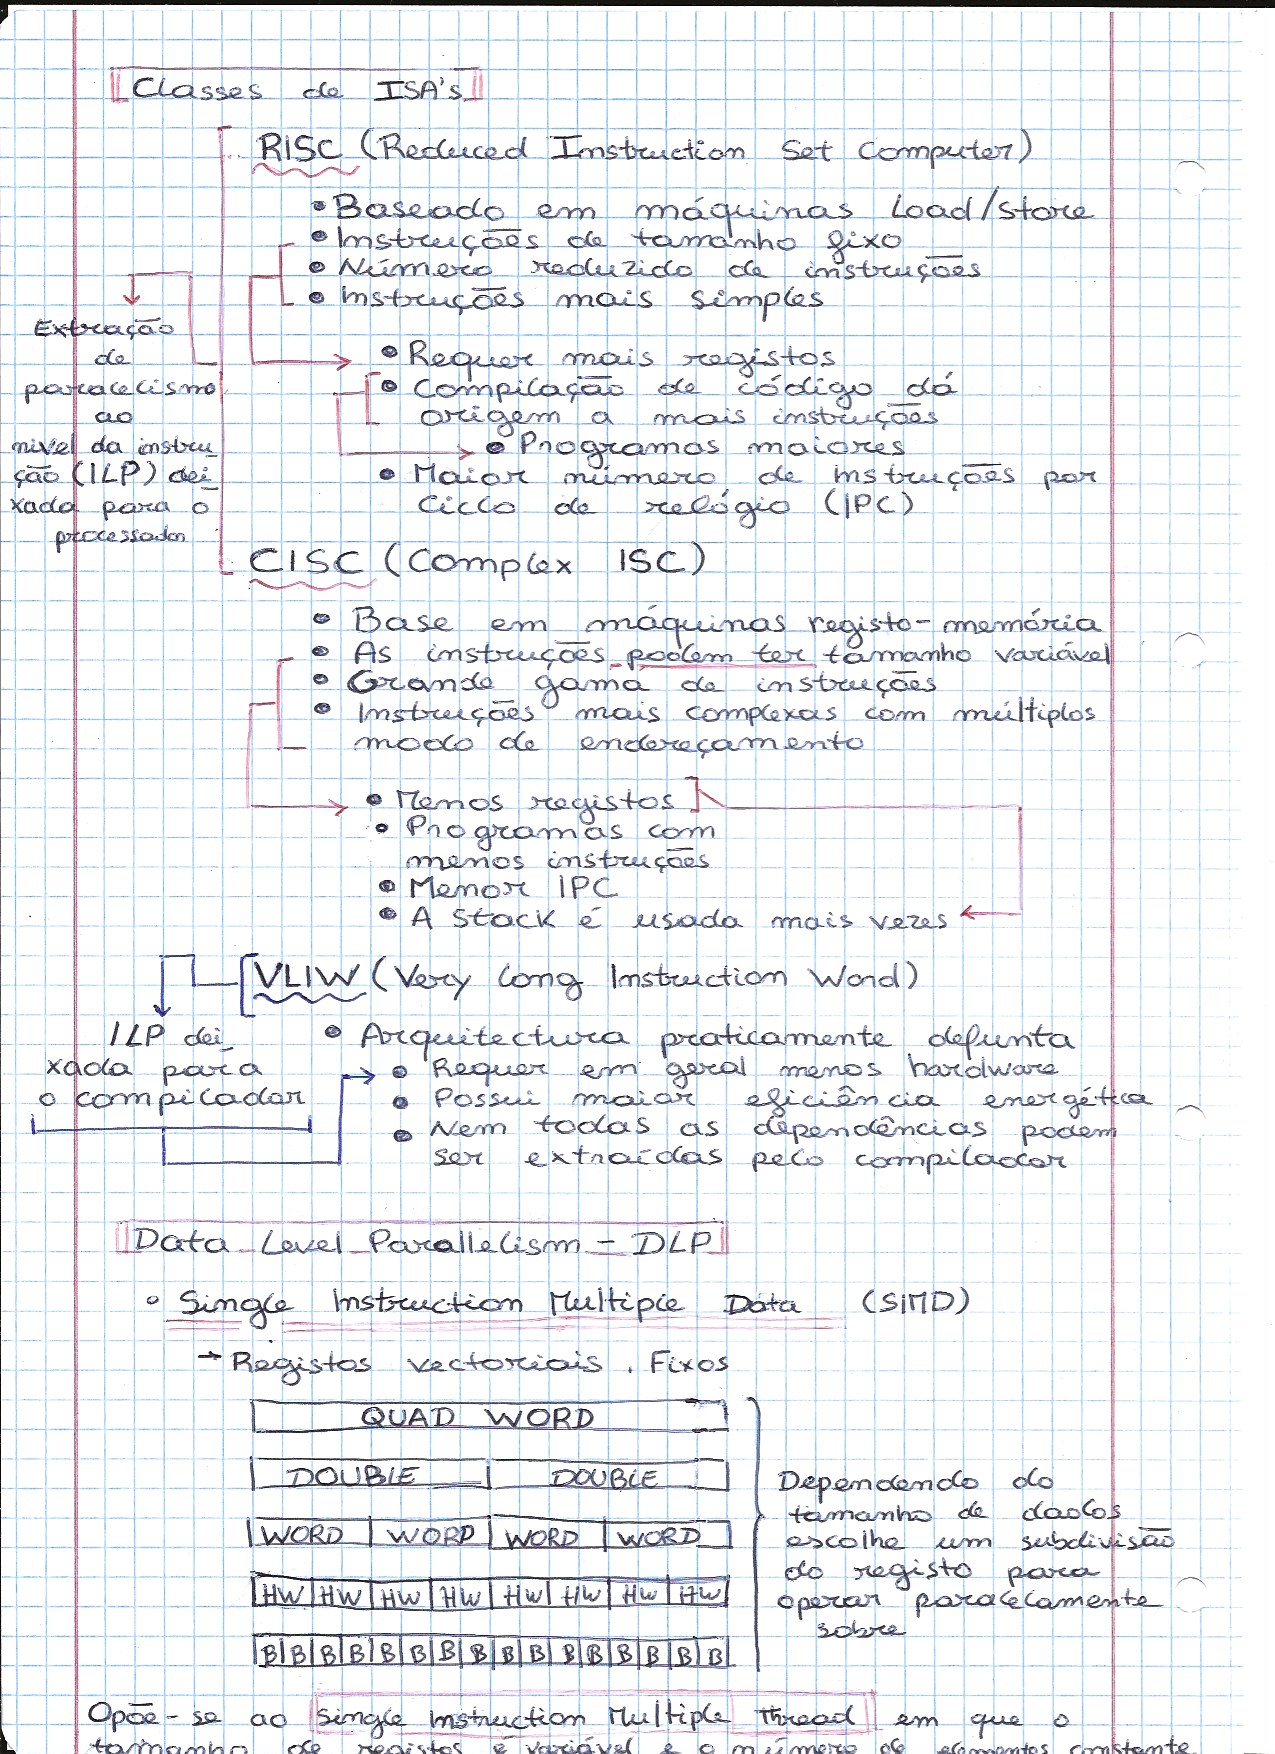 Classes de ISA's
RISC (Reduced Instruction Set Computer)
• Baseado em máquinas Load/Store
• Instruções de tamanho fixo
• Número reduzido de instruções
• Instruções mais simples
Extração
de
paralelismo
ao
nivel da instru_
ção (ILP) dei_
xado para o
processador
• Requer mais registos
• Compilação de código dá
origem a mais instruções
• Programas maiores
• Maior número de instruções por
Ciclo de relógio (IPC)
CISC (Complex ISC)
• Base em máquinas registo-memória
• As instruções podem ter tamanho variável
• Grande gama de instruções
• Instruções mais complexas com múltiplos
modo de endereçamento
• Menos registos
• Programas com
menos instruções
• Menor IPC
• A Stack é usada mais vezes
VLIW (Very Long Instruction Word)
ILP dei_
xada para
o compilador
• Arquitectura praticamente defunta
• Requer em geral menos hardware
• Possui maior eficiência energética
• Nem todas as dependências podem
ser extraídas pelo compilador
Data Level Parallelism - DLP
• Single Instruction Multiple Data (SIMD)
→ Registos vectoriais . Fixos
QUAD WORD
DOUBLE DOUBLE
WORD WORD WORD WORD
HW HW HW HW HW HW HW HW
B B B B B B B B B B B B B B B B
Dependendo do
tamanho de dados
escolhe um subdivisão
do registo para
operar paralelamente
sobre
Opõe-se ao Single Instruction Multiple Thread em que o
tamanho de registos é variável e o número de elementos constante